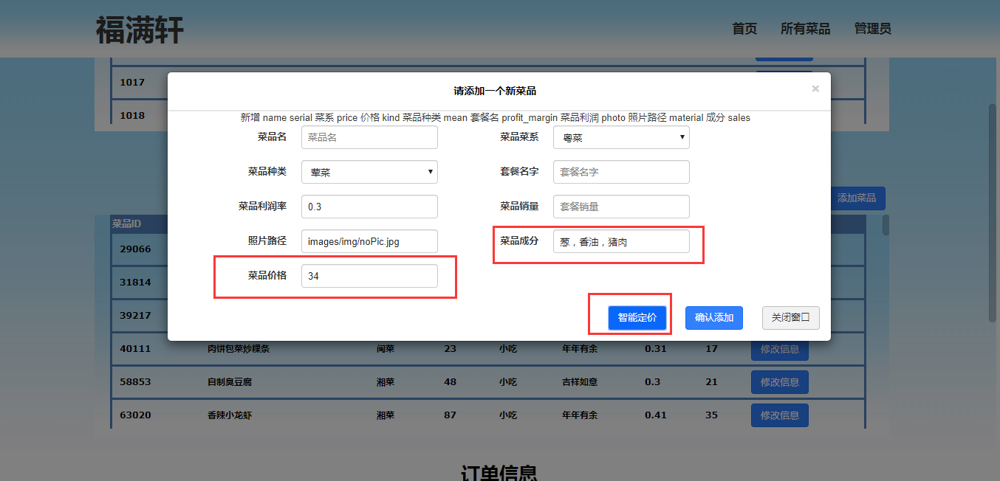 福满轩 首页 所有菜品 管理员
1017
1018
请添加一个新菜品 ×
新增 name serial 菜系 price 价格 kind 菜品种类 mean 套餐名 profit_margin 菜品利润 photo 照片路径 material 成分 sales
菜品名 菜品名 菜品菜系 粤菜
菜品种类 荤菜 套餐名字 套餐名字
菜品利润率 0.3 菜品销量 套餐销量
照片路径 images/img/noPic.jpg 菜品成分 葱，香油，猪肉
菜品价格 34
智能定价 确认添加 关闭窗口
添加菜品
菜品ID
29066
31814
39217
40111 肉饼包菜炒粿条 闽菜 23 小吃 年年有余 0.31 17 修改信息
58853 自制臭豆腐 湘菜 48 小吃 吉祥如意 0.3 21 修改信息
63020 香辣小龙虾 湘菜 87 小吃 年年有余 0.41 35 修改信息
订单信息